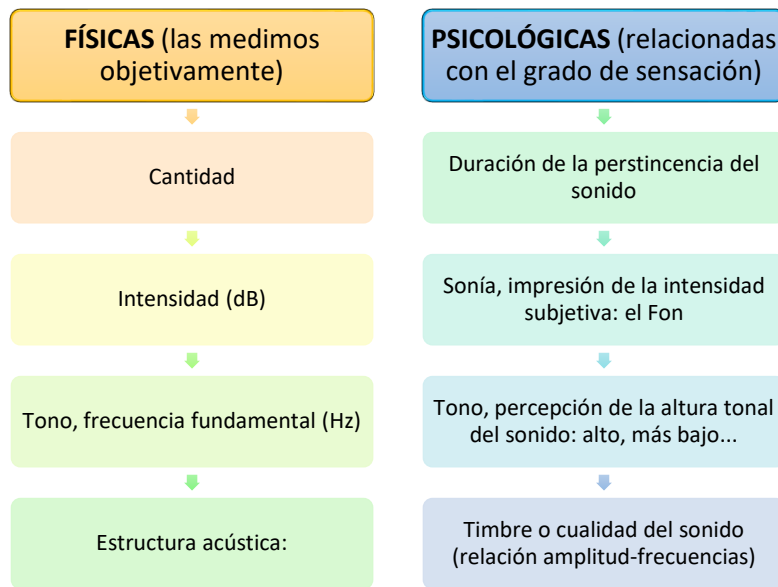 FÍSICAS (las medimos
objetivamente)
Cantidad
Intensidad (dB)
Tono, frecuencia fundamental (Hz)
Estructura acústica:
PSICOLÓGICAS (relacionadas
con el grado de sensación)
Duración de la perstincencia del
sonido
Sonía, impresión de la intensidad
subjetiva: el Fon
Tono, percepción de la altura tonal
del sonido: alto, más bajo...
Timbre o cualidad del sonido
(relación amplitud-frecuencias)